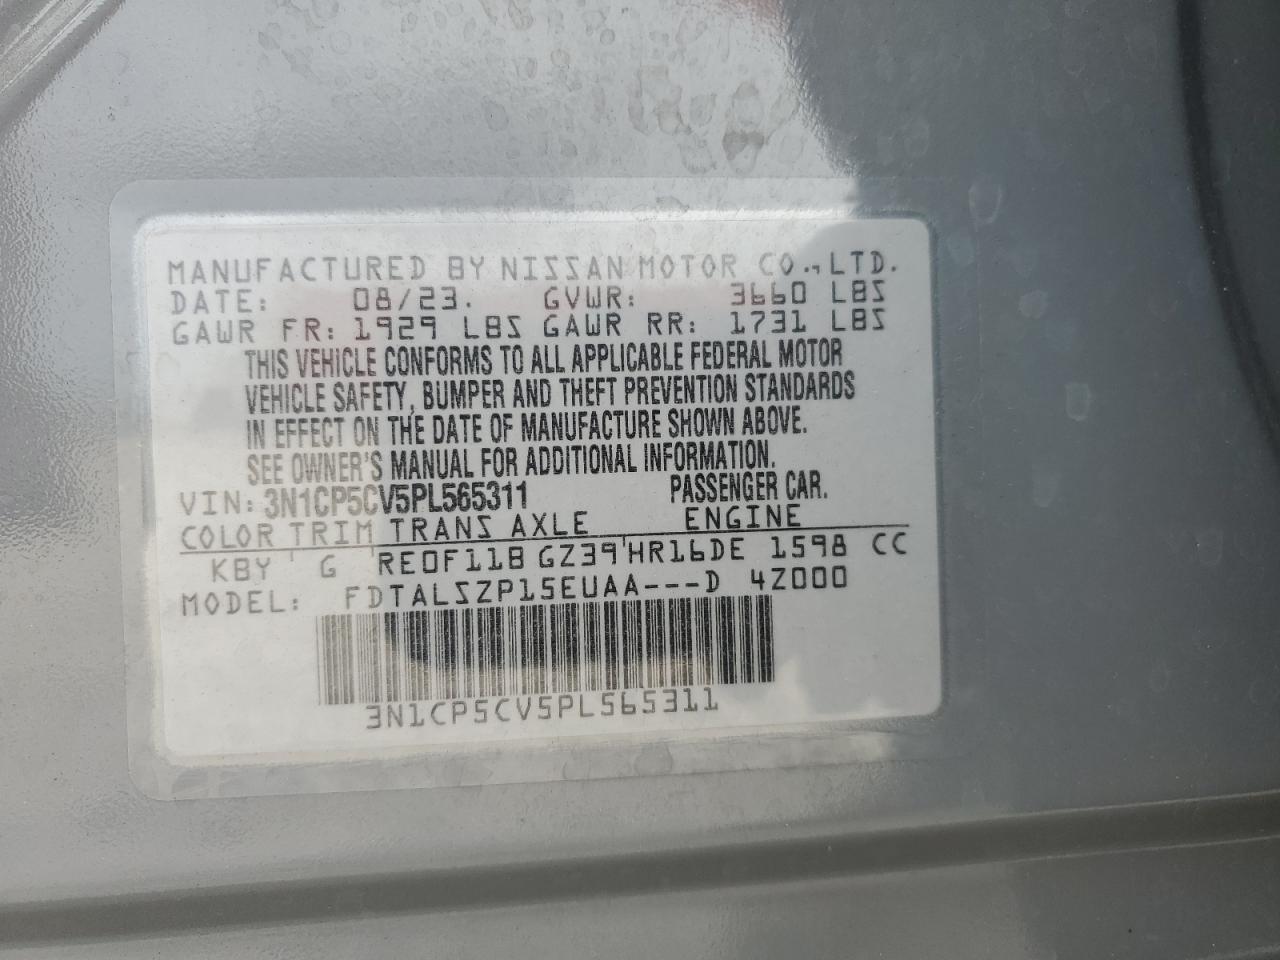 MANUFACTURED BY NISSAN MOTOR CO., LTD.
DATE: 08/23. GVWR: 3660 LBS
GAWR FR: 1929 LBS GAWR RR: 1731 LBS
THIS VEHICLE CONFORMS TO ALL APPLICABLE FEDERAL MOTOR
VEHICLE SAFETY, BUMPER AND THEFT PREVENTION STANDARDS
IN EFFECT ON THE DATE OF MANUFACTURE SHOWN ABOVE.
SEE OWNER'S MANUAL FOR ADDITIONAL INFORMATION.
VIN: 3N1CP5CV5PL565311 PASSENGER CAR.
COLOR TRIM TRANS AXLE ENGINE
KBY G RE0F11B GZ39 HR16DE 1598 CC
MODEL: FDTALSZP15EUAA---D 4Z000
3N1CP5CV5PL565311